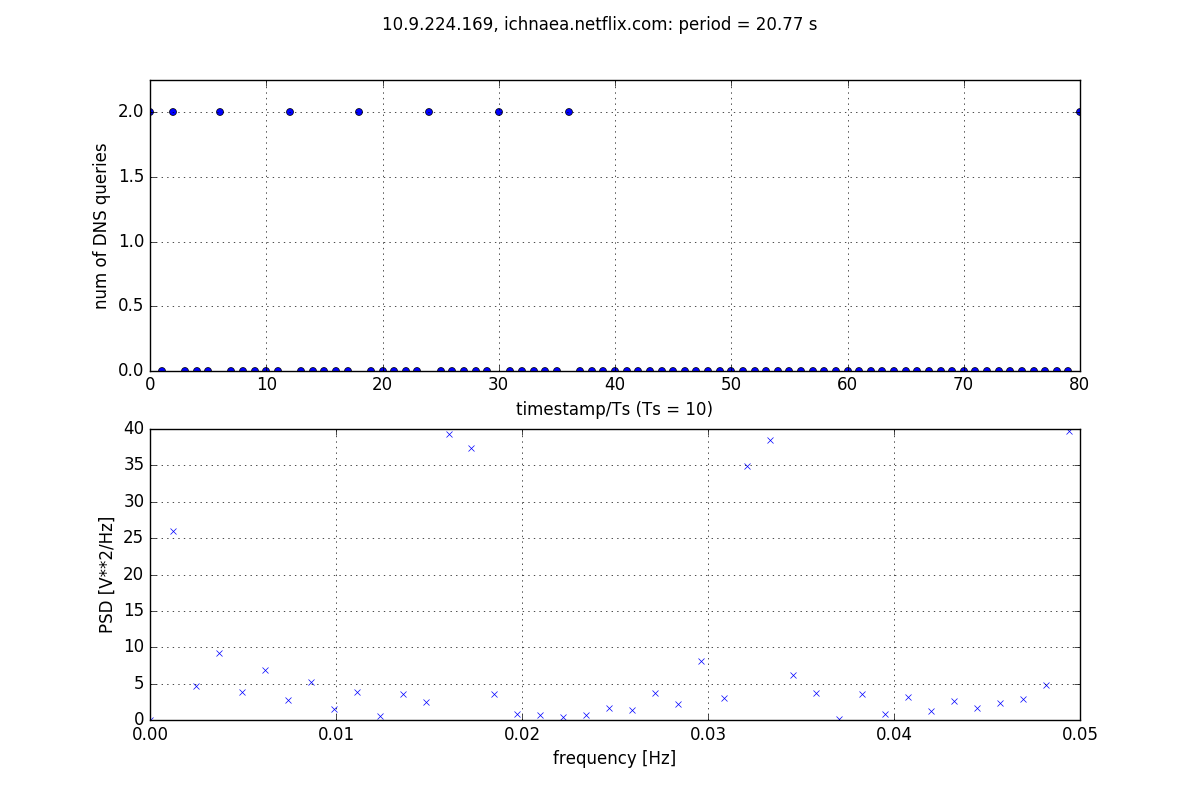 10.9.224.169, ichnaea.netflix.com: period = 20.77 s
2.0
1.5
1.0
0.5
0.0
num of DNS queries
0 10 20 30 40 50 60 70 80
timestamp/Ts (Ts = 10)
40
35
30
25
20
15
10
5
0
PSD [V**2/Hz]
0.00 0.01 0.02 0.03 0.04 0.05
frequency [Hz]